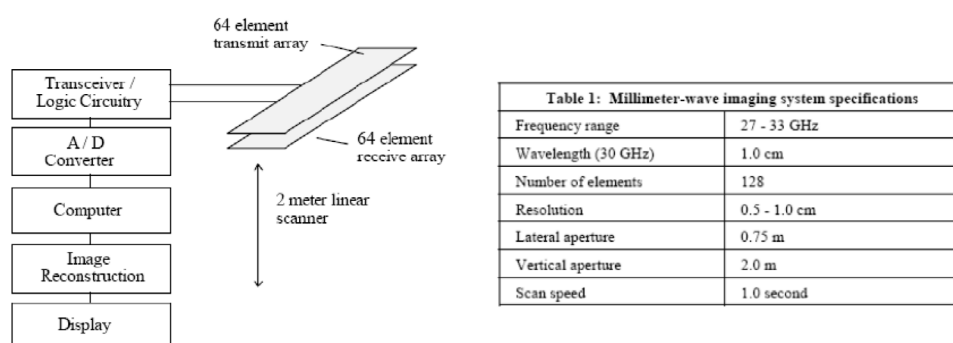 64 element
transmit array
Transceiver /
Logic Circuitry
A / D
Converter
64 element
receive array
2 meter linear
scanner
Computer
Image
Reconstruction
Display
Table 1: Millimeter-wave imaging system specifications
Frequency range 27 - 33 GHz
Wavelength (30 GHz) 1.0 cm
Number of elements 128
Resolution 0.5 - 1.0 cm
Lateral aperture 0.75 m
Vertical aperture 2.0 m
Scan speed 1.0 second